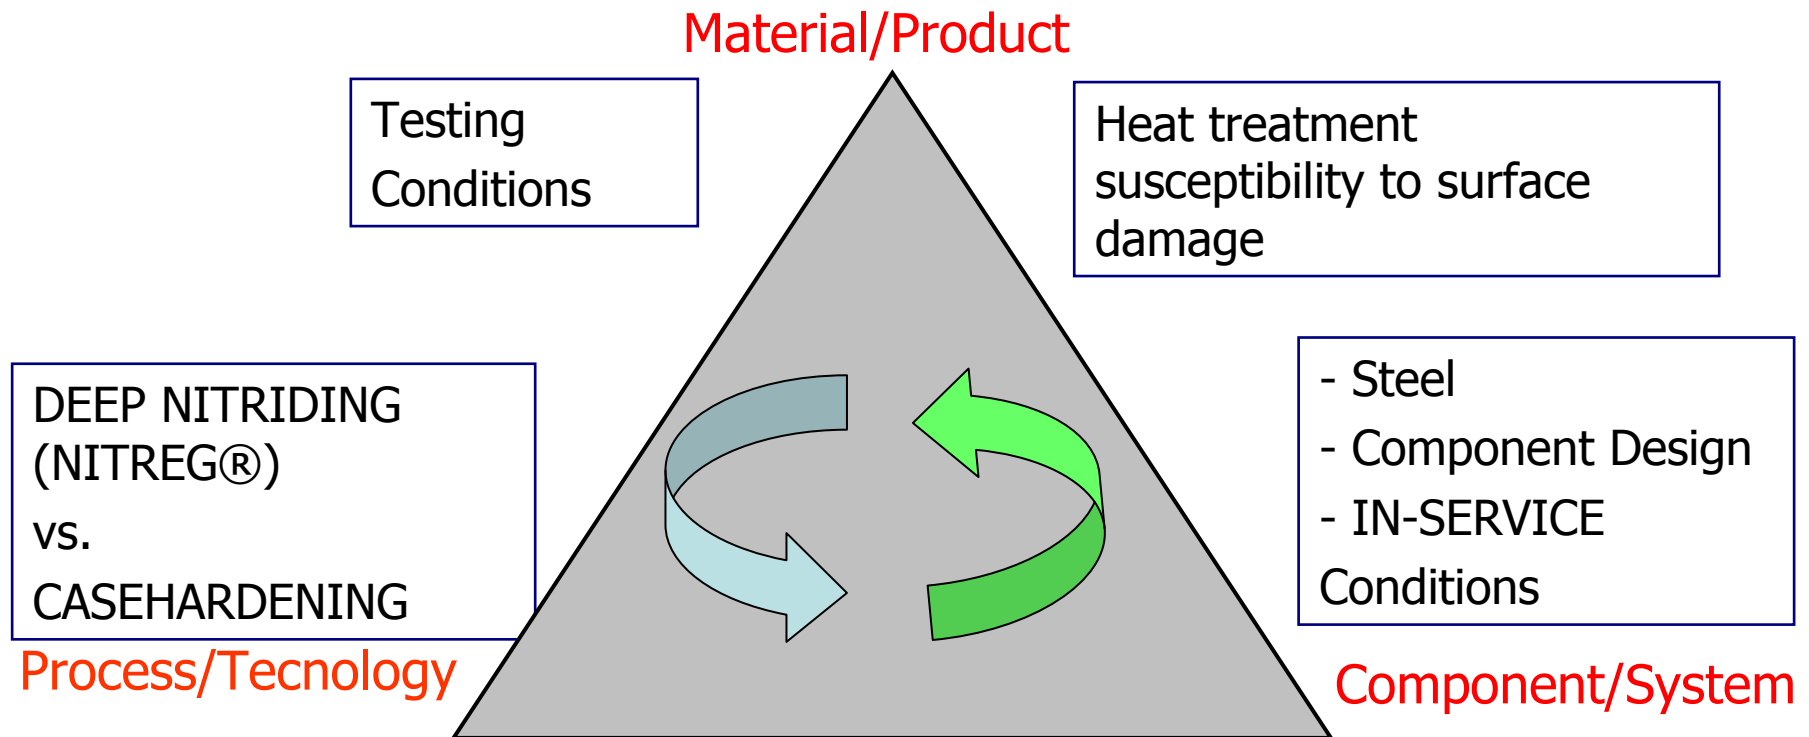 Material/Product
Testing
Conditions
Heat treatment
susceptibility to surface
damage
DEEP NITRIDING
(NITREG®)
vs.
CASEHARDENING
- Steel
- Component Design
- IN-SERVICE
Conditions
Process/Tecnology
Component/System